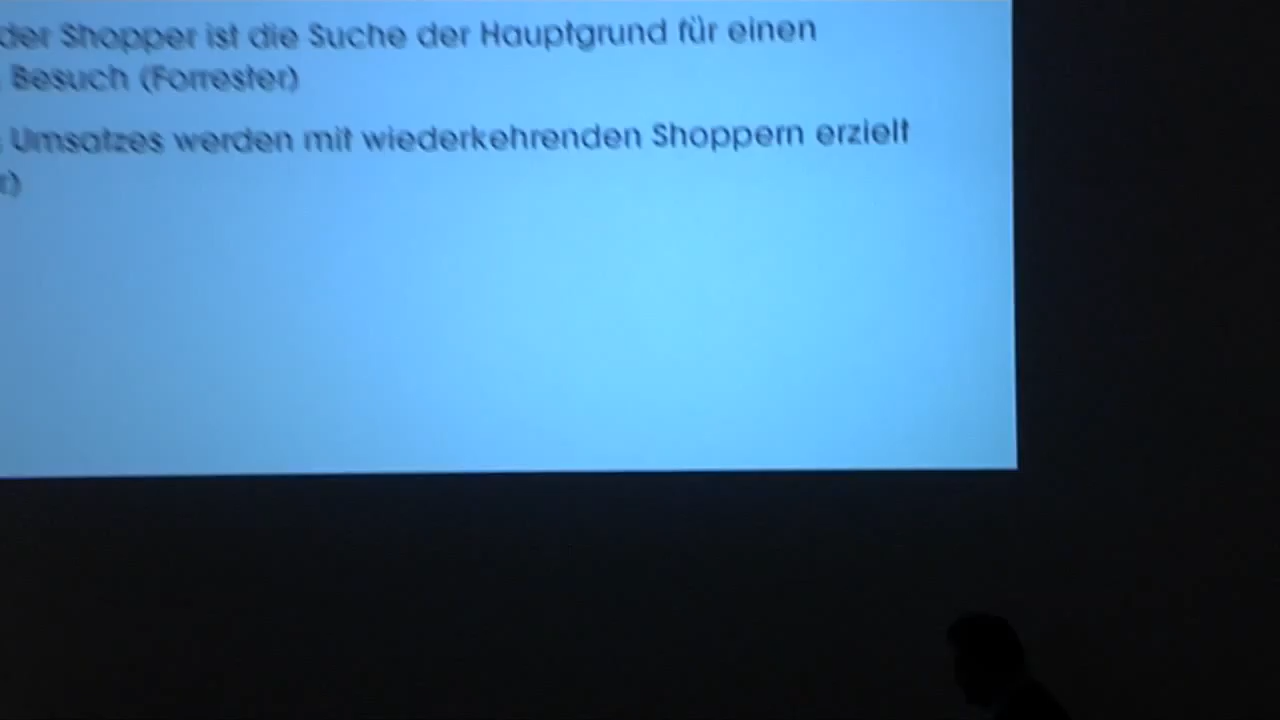 der Shopper ist die Suche der Hauptgrund für einen
Besuch (Forrester)
Umsatzes werden mit wiederkehrenden Shoppern erzielt